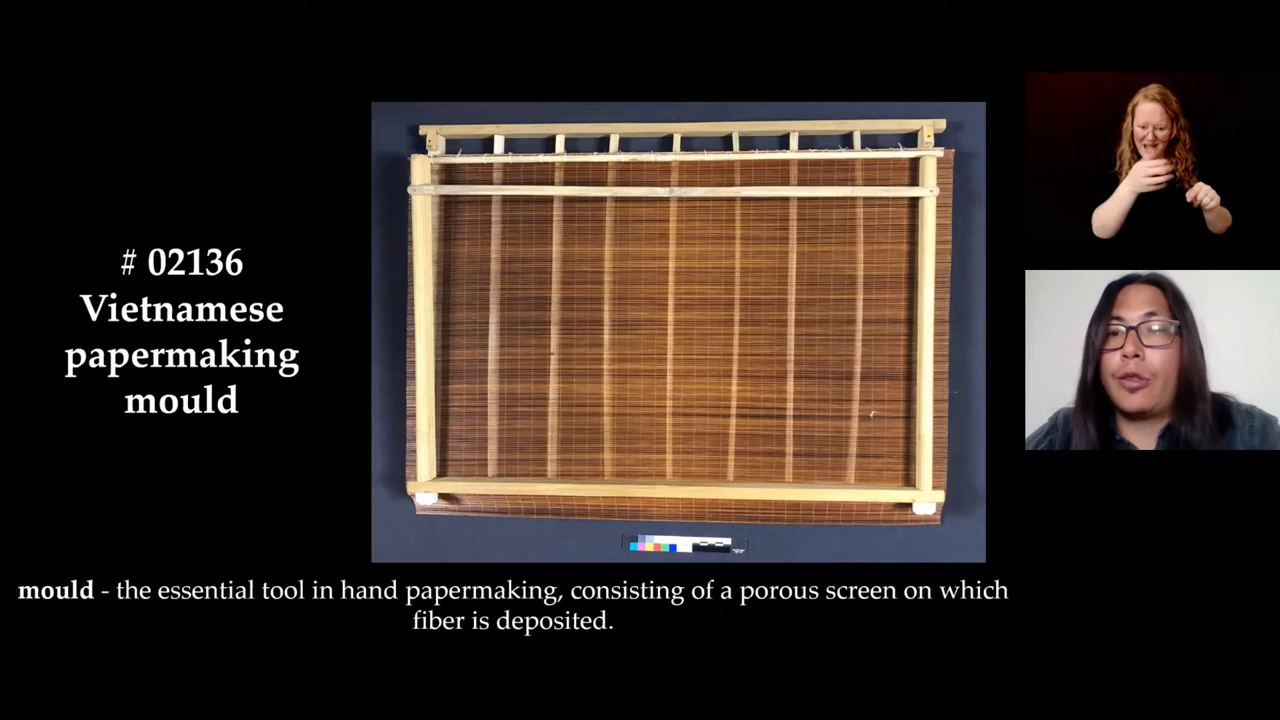 # 02136
Vietnamese
papermaking
mould
mould - the essential tool in hand papermaking, consisting of a porous screen on which
fiber is deposited.